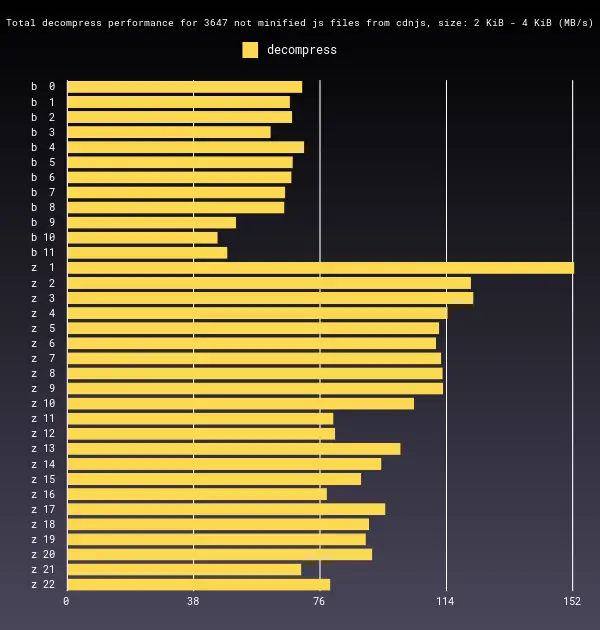 Total decompress performance for 3647 not minified js files from cdnjs, size: 2 KiB - 4 KiB (MB/s)
decompress
b 0
b 1
b 2
b 3
b 4
b 5
b 6
b 7
b 8
b 9
b 10
b 11
z 1
z 2
z 3
z 4
z 5
z 6
z 7
z 8
z 9
z 10
z 11
z 12
z 13
z 14
z 15
z 16
z 17
z 18
z 19
z 20
z 21
z 22
0 38 76 114 152